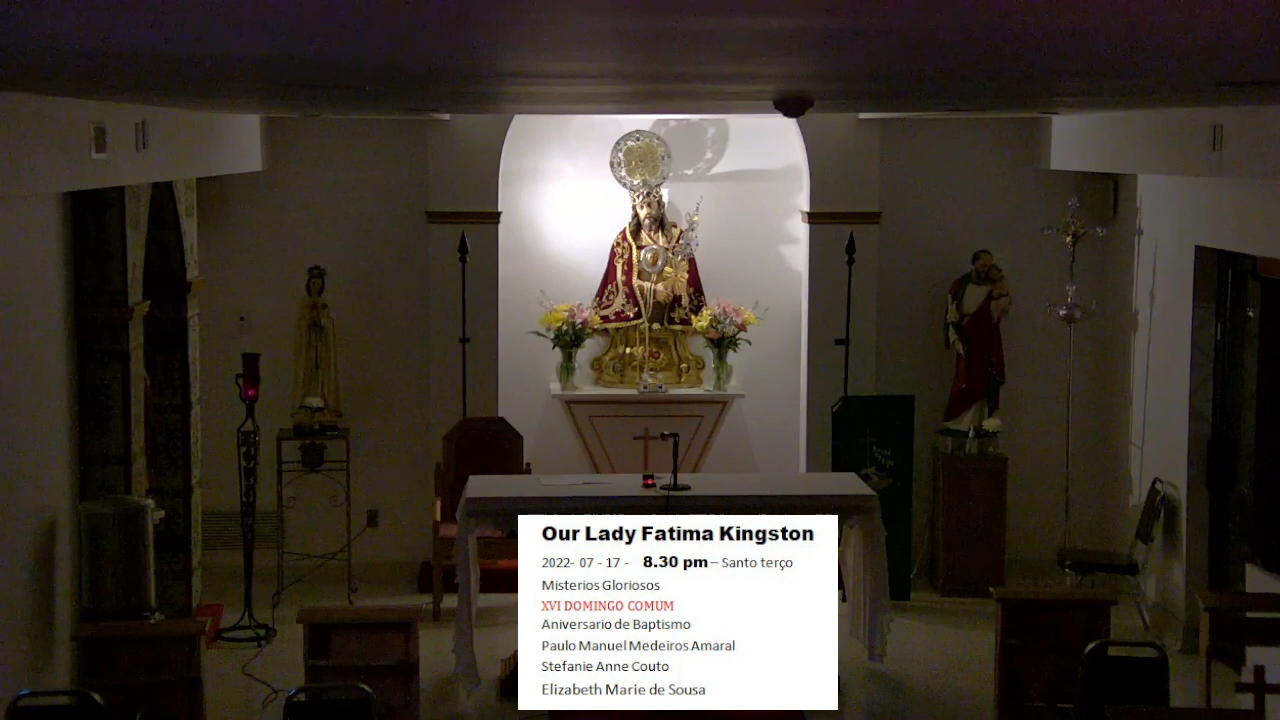 Our Lady Fatima Kingston
2022- 07 - 17 - 8.30 pm – Santo terço
Misterios Gloriosos
XVI DOMINGO COMUM
Aniversario de Baptismo
Paulo Manuel Medeiros Amaral
Stefanie Anne Couto
Elizabeth Marie de Sousa